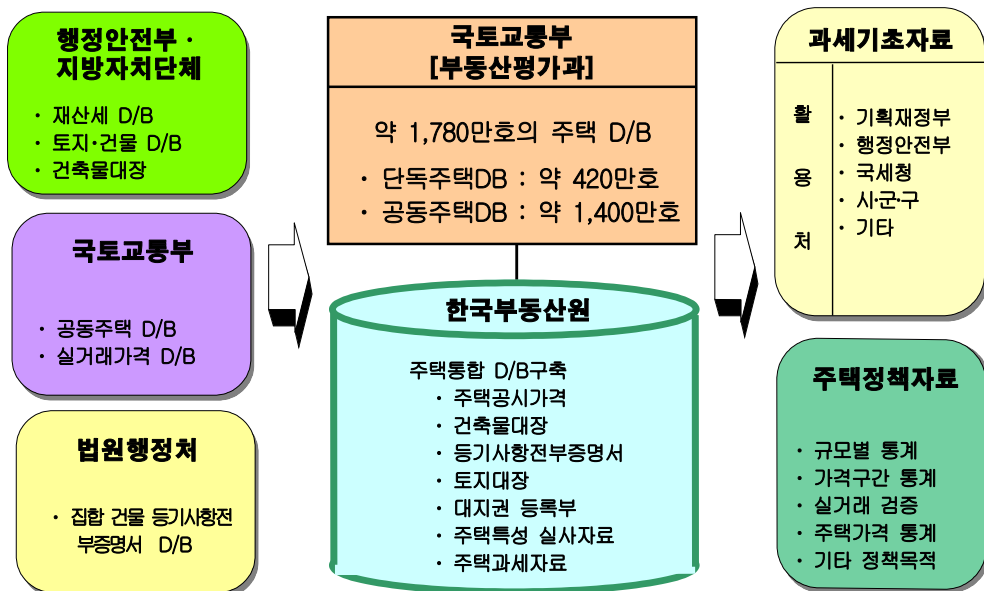 행정안전부 ·
지방자치단체
· 재산세 D/B
· 토지·건물 D/B
· 건축물대장
국토교통부
· 공동주택 D/B
· 실거래가격 D/B
법원행정처
· 집합 건물 등기사항전
부증명서 D/B
국토교통부
[부동산평가과]
약 1,780만호의 주택 D/B
· 단독주택DB : 약 420만호
· 공동주택DB : 약 1,400만호
한국부동산원
주택통합 D/B구축
· 주택공시가격
· 건축물대장
· 등기사항전부증명서
· 토지대장
· 대지권 등록부
· 주택특성 실사자료
· 주택과세자료
과세기초자료
활
용
처
· 기획재정부
· 행정안전부
· 국세청
· 시·군·구
· 기타
주택정책자료
· 규모별 통계
· 가격구간 통계
· 실거래 검증
· 주택가격 통계
· 기타 정책목적